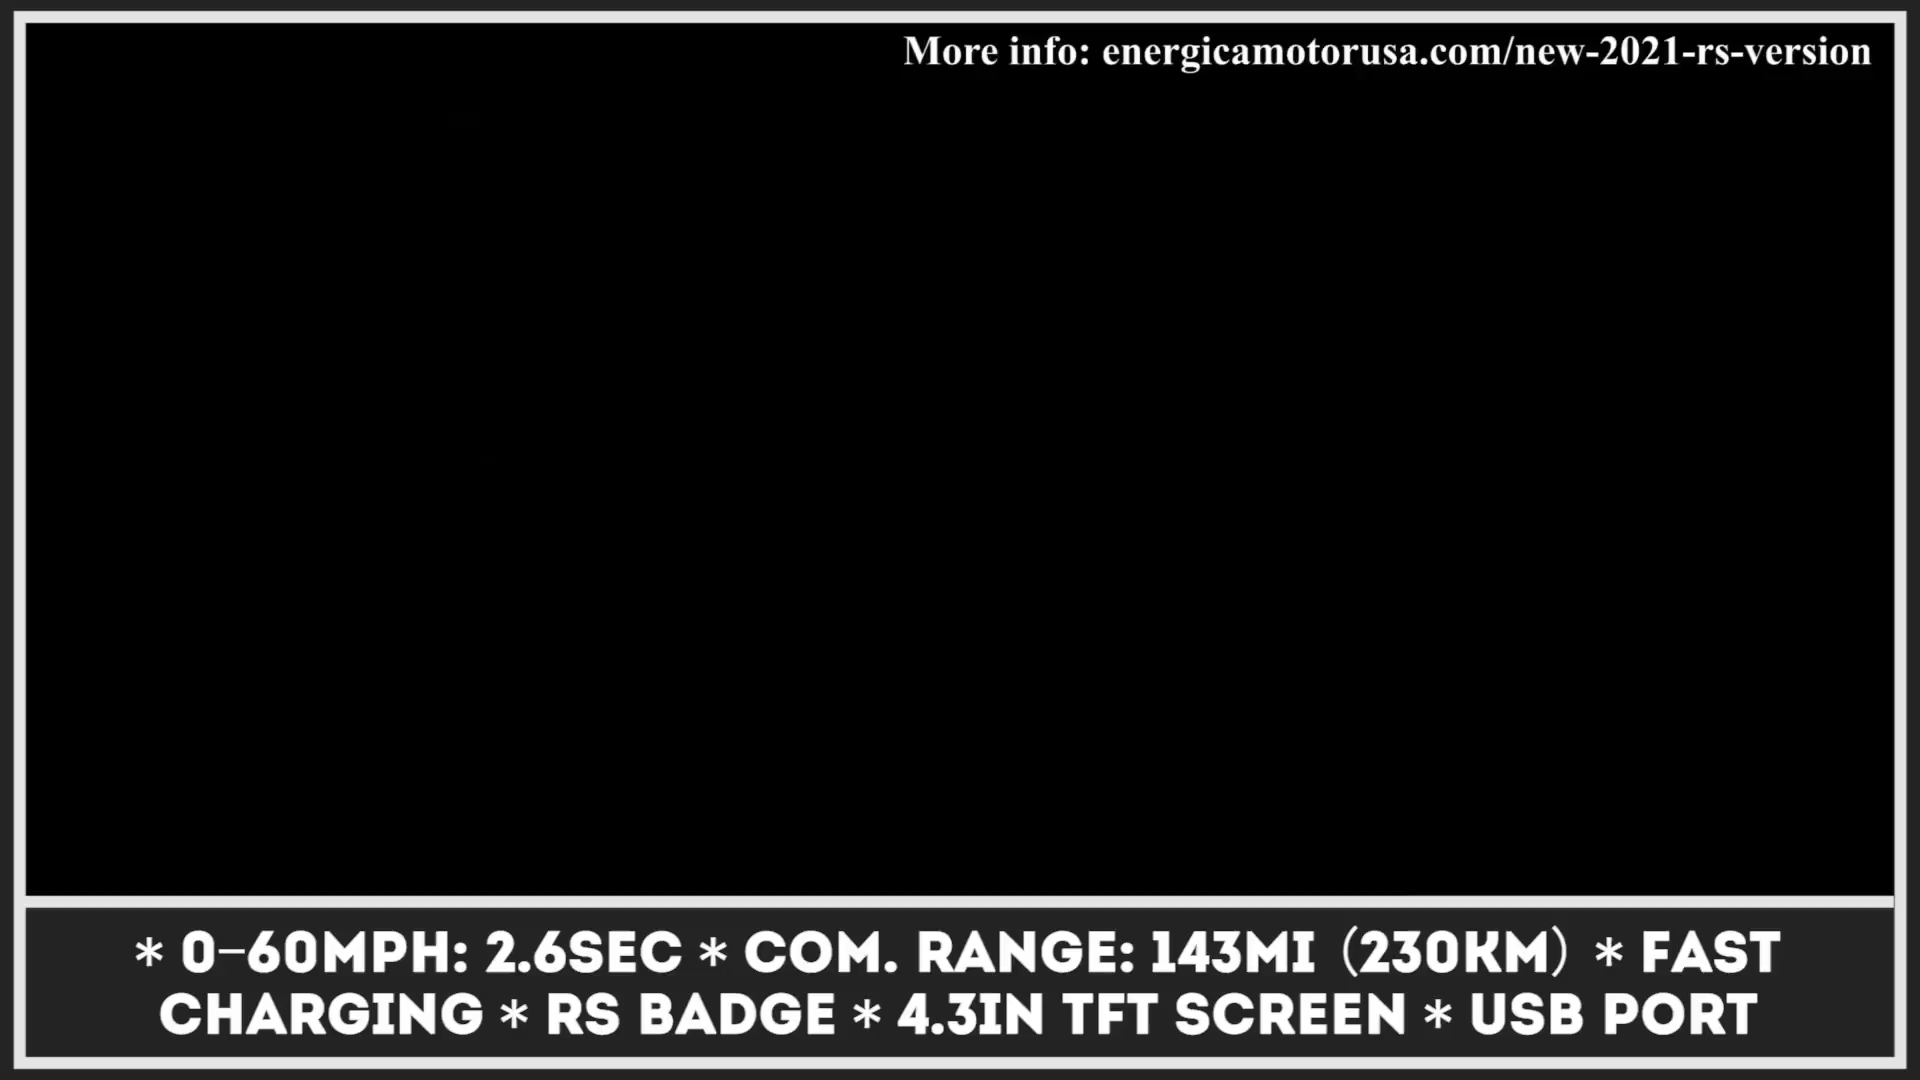 More info: energicamotorusa.com/new-2021-rs-version
* 0-60MPH: 2.6SEC * COM. RANGE: 143MI (230KM) * FAST
CHARGING * RS BADGE * 4.3IN TFT SCREEN * USB PORT